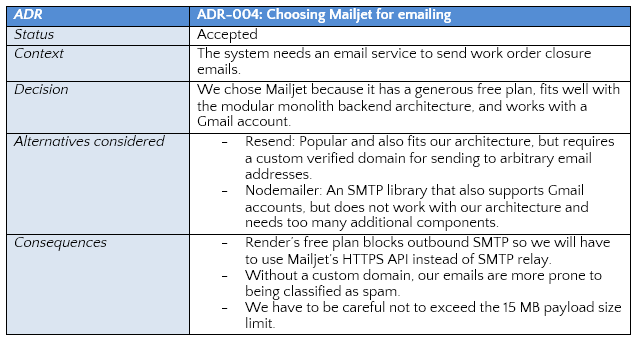 ADR ADR-004: Choosing Mailjet for emailing
Status Accepted
Context The system needs an email service to send work order closure
emails.
Decision We chose Mailjet because it has a generous free plan, fits well with
the modular monolith backend architecture, and works with a
Gmail account.
Alternatives considered - Resend: Popular and also fits our architecture, but requires
a custom verified domain for sending to arbitrary email
addresses.
- Nodemailer: An SMTP library that also supports Gmail
accounts, but does not work with our architecture and
needs too many additional components.
Consequences - Render's free plan blocks outbound SMTP so we will have
to use Mailjet's HTTPS API instead of SMTP relay.
- Without a custom domain, our emails are more prone to
being classified as spam.
- We have to be careful not to exceed the 15 MB payload size
limit.